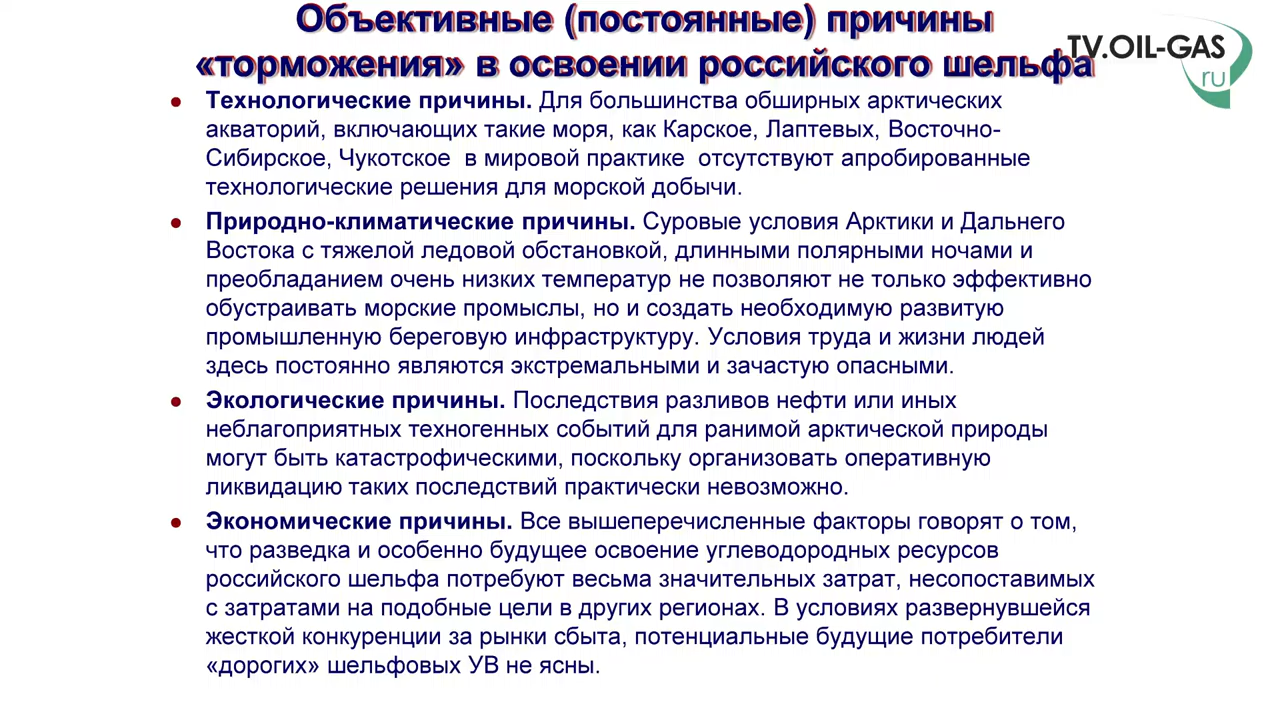 Объективные (постоянные) причины
«торможения» в освоении российского шельфа
TV.OIL-GAS
ru
Технологические причины. Для большинства обширных арктических
акваторий, включающих такие моря, как Карское, Лаптевых, Восточно-
Сибирское, Чукотское в мировой практике отсутствуют апробированные
технологические решения для морской добычи.
Природно-климатические причины. Суровые условия Арктики и Дальнего
Востока с тяжелой ледовой обстановкой, длинными полярными ночами и
преобладанием очень низких температур не позволяют не только эффективно
обустраивать морские промыслы, но и создать необходимую развитую
промышленную береговую инфраструктуру. Условия труда и жизни людей
здесь постоянно являются экстремальными и зачастую опасными.
Экологические причины. Последствия разливов нефти или иных
неблагоприятных техногенных событий для ранимой арктической природы
могут быть катастрофическими, поскольку организовать оперативную
ликвидацию таких последствий практически невозможно.
Экономические причины. Все вышеперечисленные факторы говорят о том,
что разведка и особенно будущее освоение углеводородных ресурсов
российского шельфа потребуют весьма значительных затрат, несопоставимых
с затратами на подобные цели в других регионах. В условиях развернувшейся
жесткой конкуренции за рынки сбыта, потенциальные будущие потребители
«дорогих» шельфовых УВ не ясны.